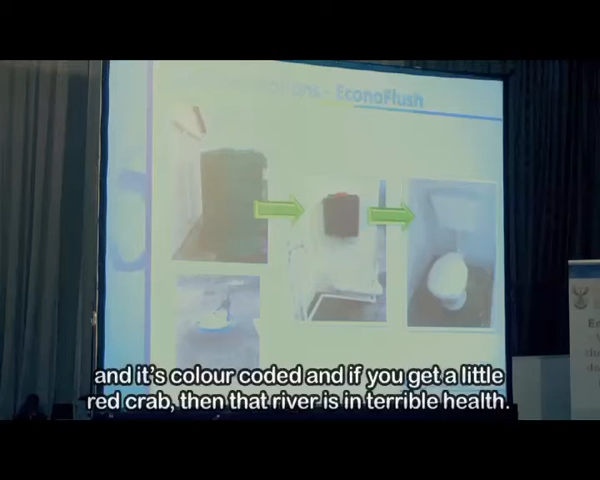 EconoFlush
and it's colour coded and if you get a little
red crab, then that river is in terrible health.